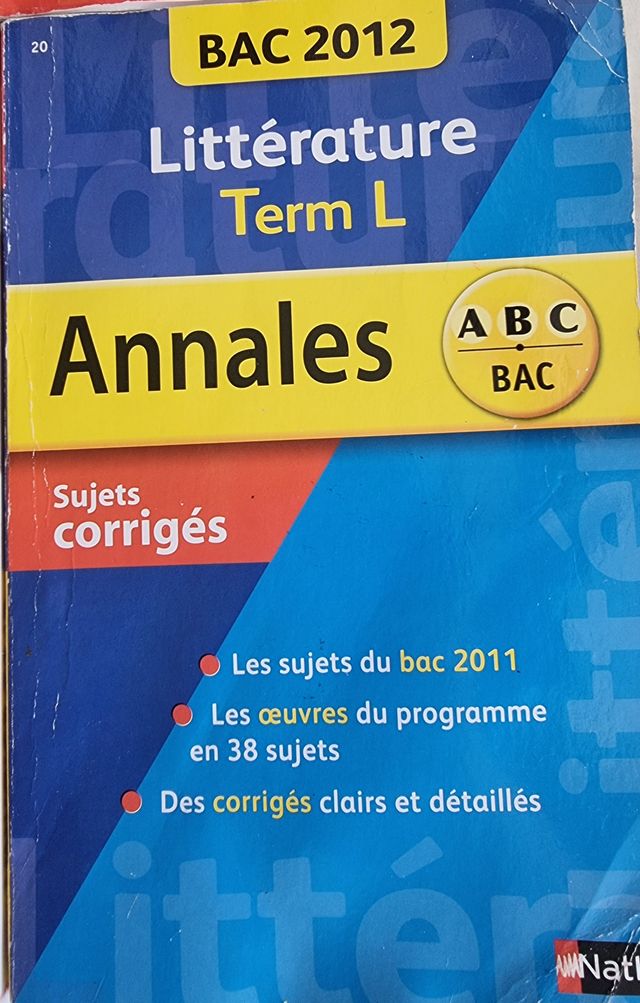 20
BAC 2012
Littérature
Term L
Annales
A B C
BAC
Sujets
corrigés
Les sujets du bac 2011
Les œuvres du programme
en 38 sujets
Des corrigés clairs et détaillés